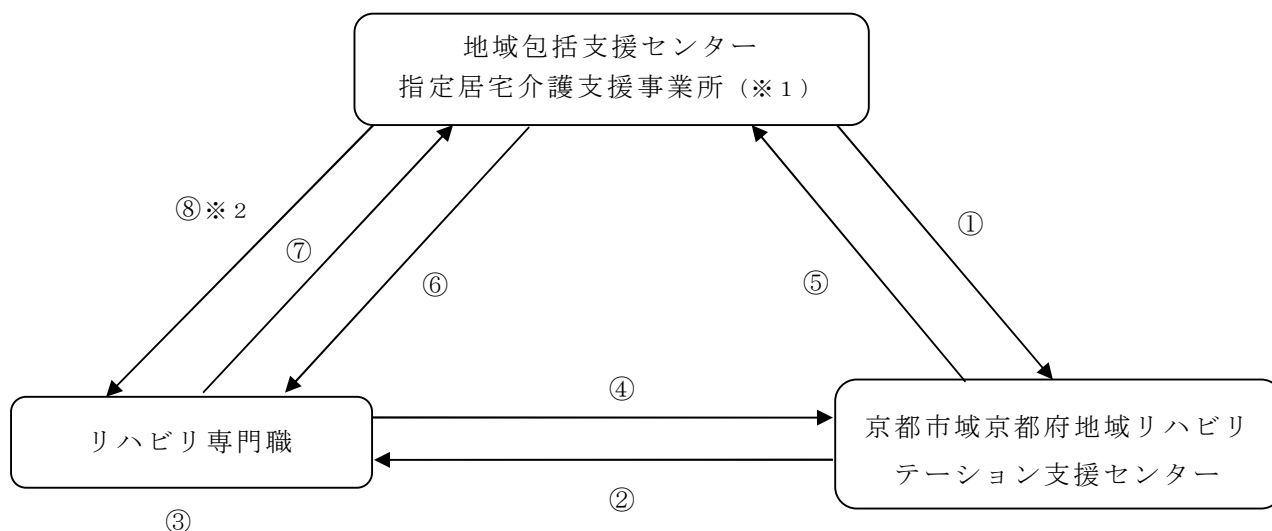 地域包括支援センター
指定居宅介護支援事業所（※１）
⑧※２
⑦
⑥
⑤
①
④
リハビリ専門職
京都市域京都府地域リハビリ
テーション支援センター
②
③